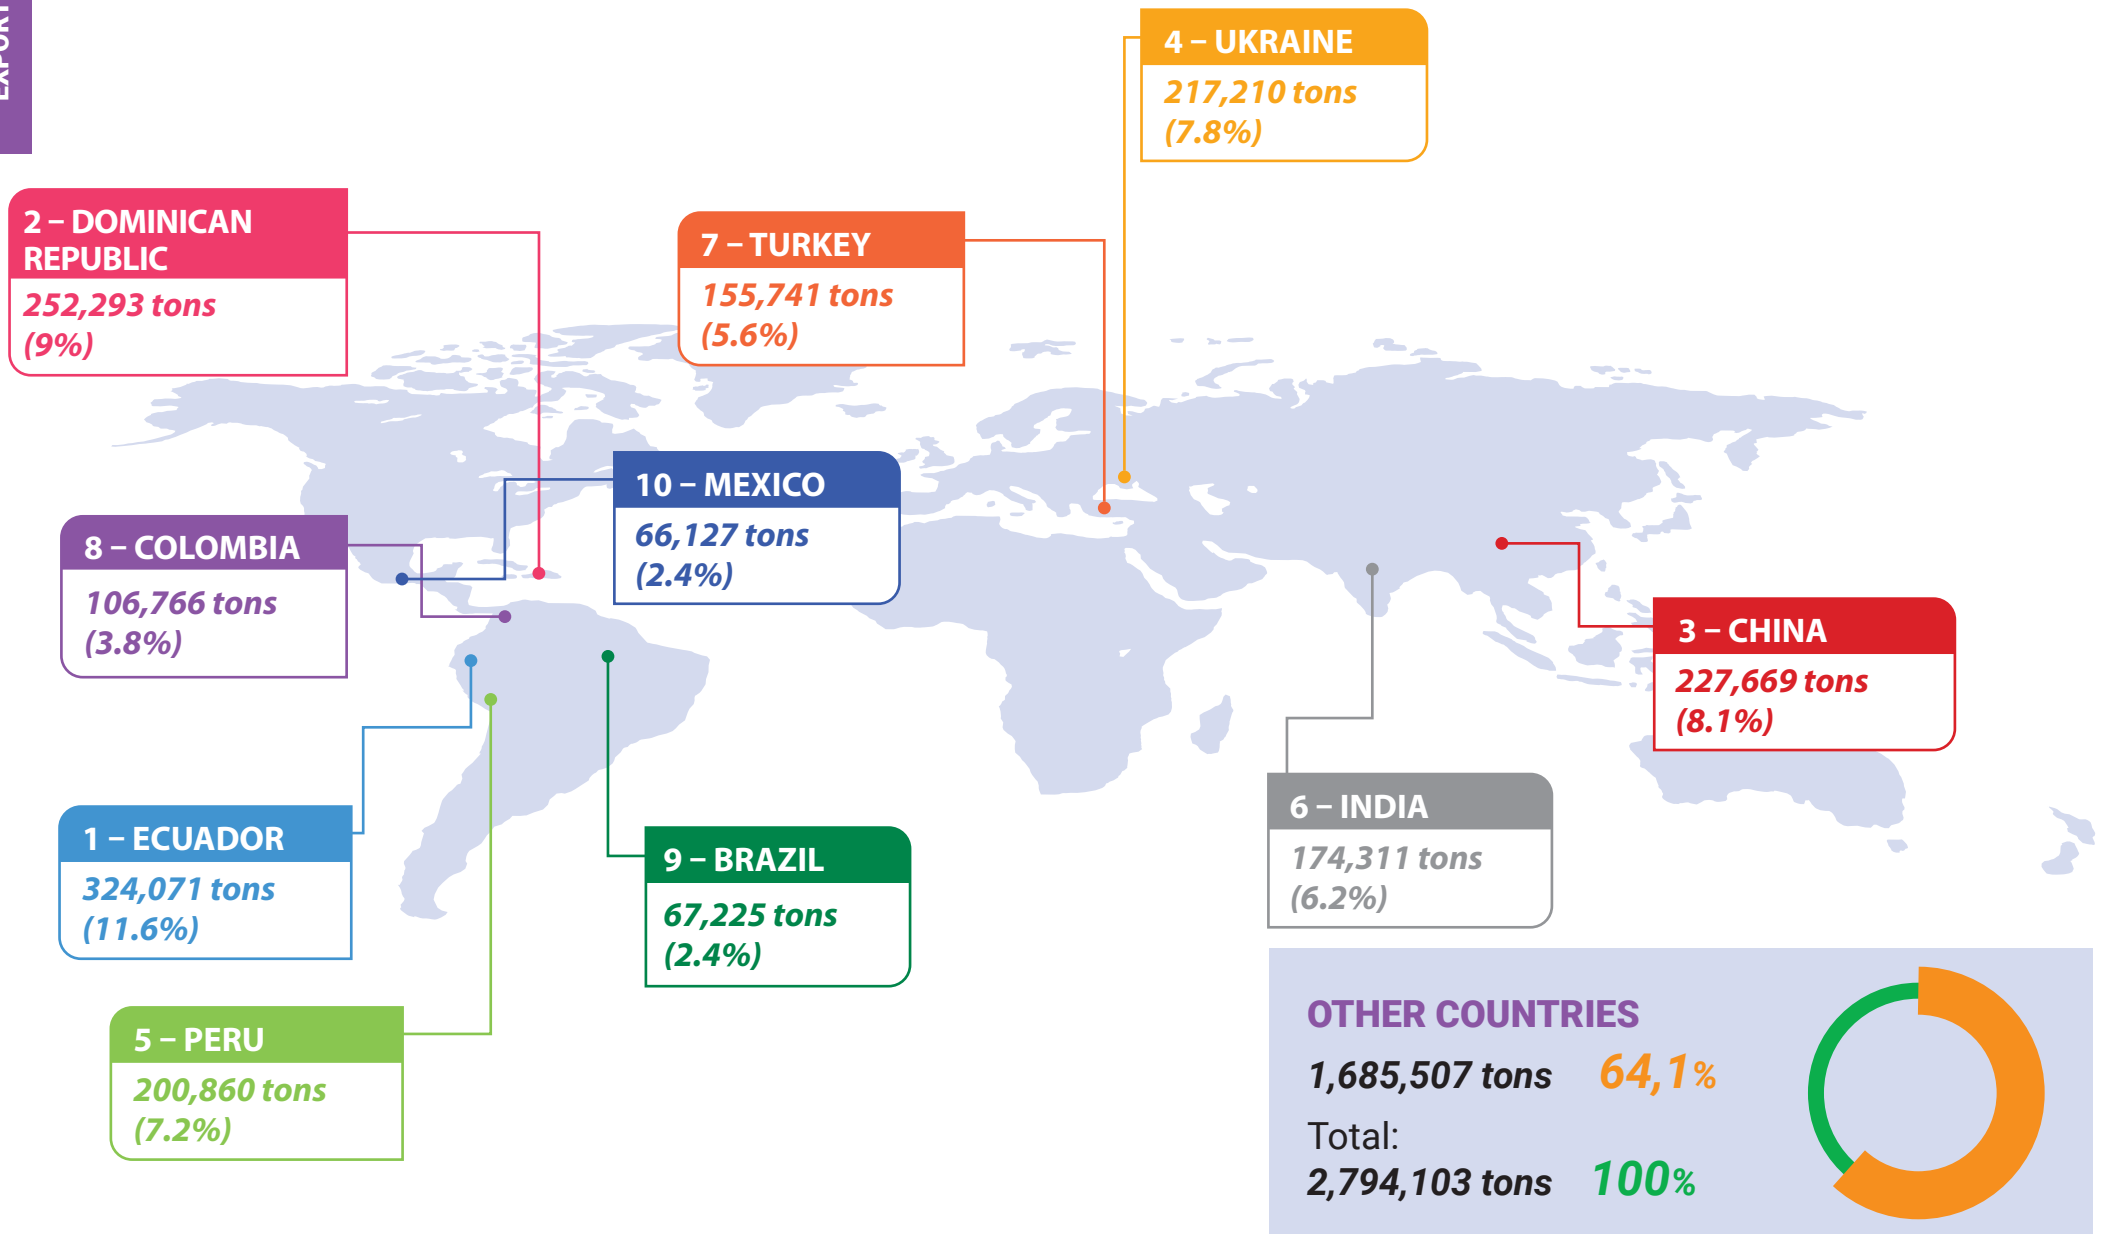 EXPORT
4 – UKRAINE
217,210 tons
(7.8%)
2 – DOMINICAN
REPUBLIC
252,293 tons
(9%)
7 – TURKEY
155,741 tons
(5.6%)
10 – MEXICO
66,127 tons
(2.4%)
8 – COLOMBIA
106,766 tons
(3.8%)
3 – CHINA
227,669 tons
(8.1%)
6 – INDIA
174,311 tons
(6.2%)
1 – ECUADOR
324,071 tons
(11.6%)
9 – BRAZIL
67,225 tons
(2.4%)
5 – PERU
200,860 tons
(7.2%)
OTHER COUNTRIES
1,685,507 tons 64,1%
Total:
2,794,103 tons 100%